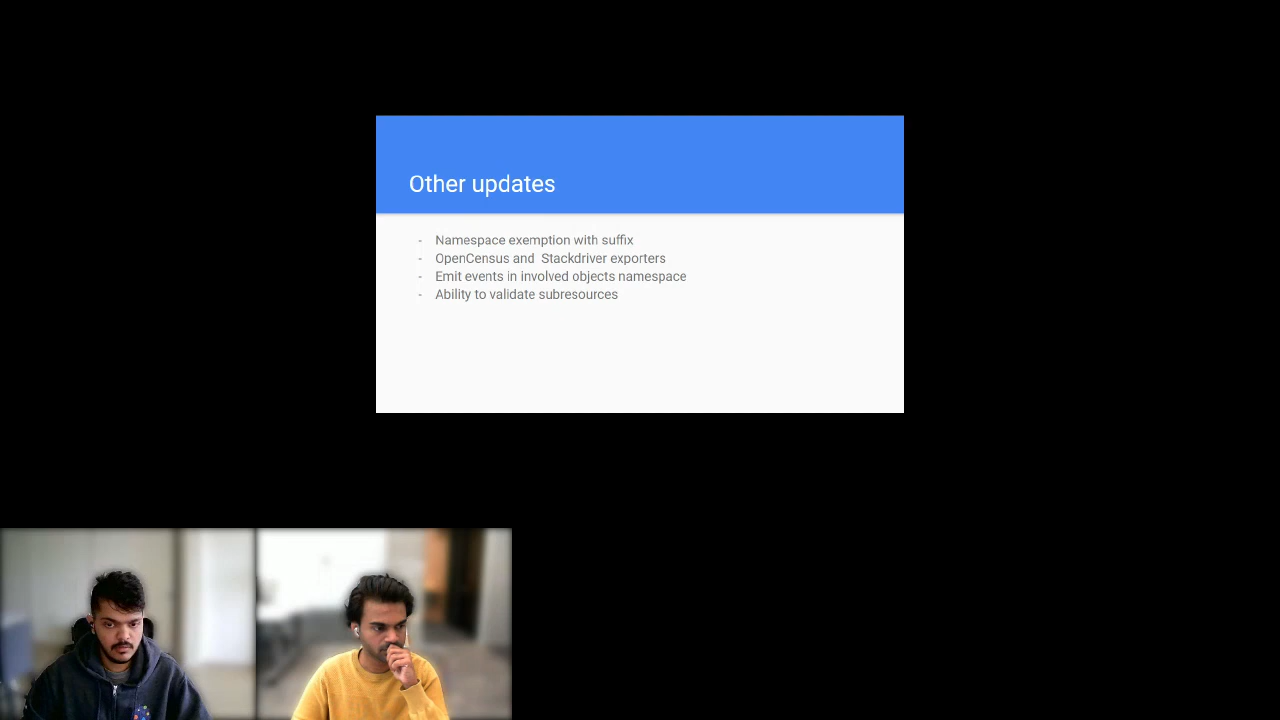 Other updates
- Namespace exemption with suffix
- OpenCensus and  Stackdriver exporters
- Emit events in involved objects namespace
- Ability to validate subresources